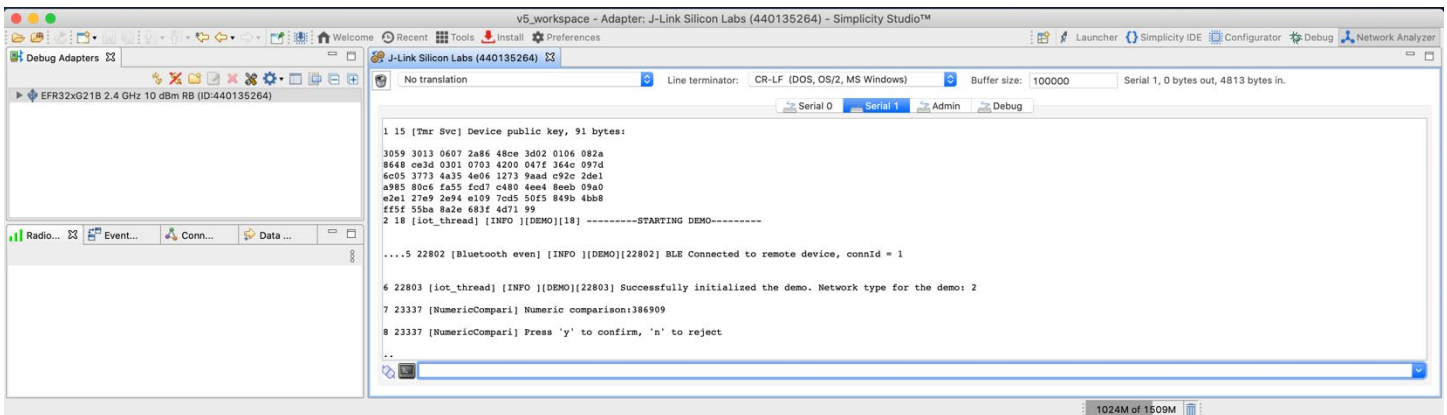 v5_workspace - Adapter: J-Link Silicon Labs (440135264) - Simplicity Studio™
Welcome Recent Tools Install Preferences Launcher Simplicity IDE Configurator Debug Network Analyzer
Debug Adapters
J-Link Silicon Labs (440135264)
No translation Line terminator: CR-LF (DOS, OS/2, MS Windows) Buffer size: 100000 Serial 1, 0 bytes out, 4813 bytes in.
EFR32xG21B 2.4 GHz 10 dBm RB (ID:440135264)
Serial 0 Serial 1 Admin Debug
1 15 [Tmr Svc] Device public key, 91 bytes:
3059 3013 0607 2a86 48ce 3d02 0106 082a
8648 ce3d 0301 0703 4200 047f 364c 097d
6c05 3773 4a35 4e06 1273 9aad c92c 2de1
a985 80c6 fa55 fcd7 c480 4ee4 8eeb 09a0
e2e1 27e9 2e94 e109 7cd5 50f5 849b 4bb8
ff5f 55ba 8a2e 683f 4d71 99
2 18 [iot_thread] [INFO ][DEMO][18] ---------STARTING DEMO---------
Radio... Event... Conn... Data ...
....5 22802 [Bluetooth even] [INFO ][DEMO][22802] BLE Connected to remote device, connId = 1
6 22803 [iot_thread] [INFO ][DEMO][22803] Successfully initialized the demo. Network type for the demo: 2
7 23337 [NumericCompari] Numeric comparison:386909
8 23337 [NumericCompari] Press 'y' to confirm, 'n' to reject
..
1024M of 1509M